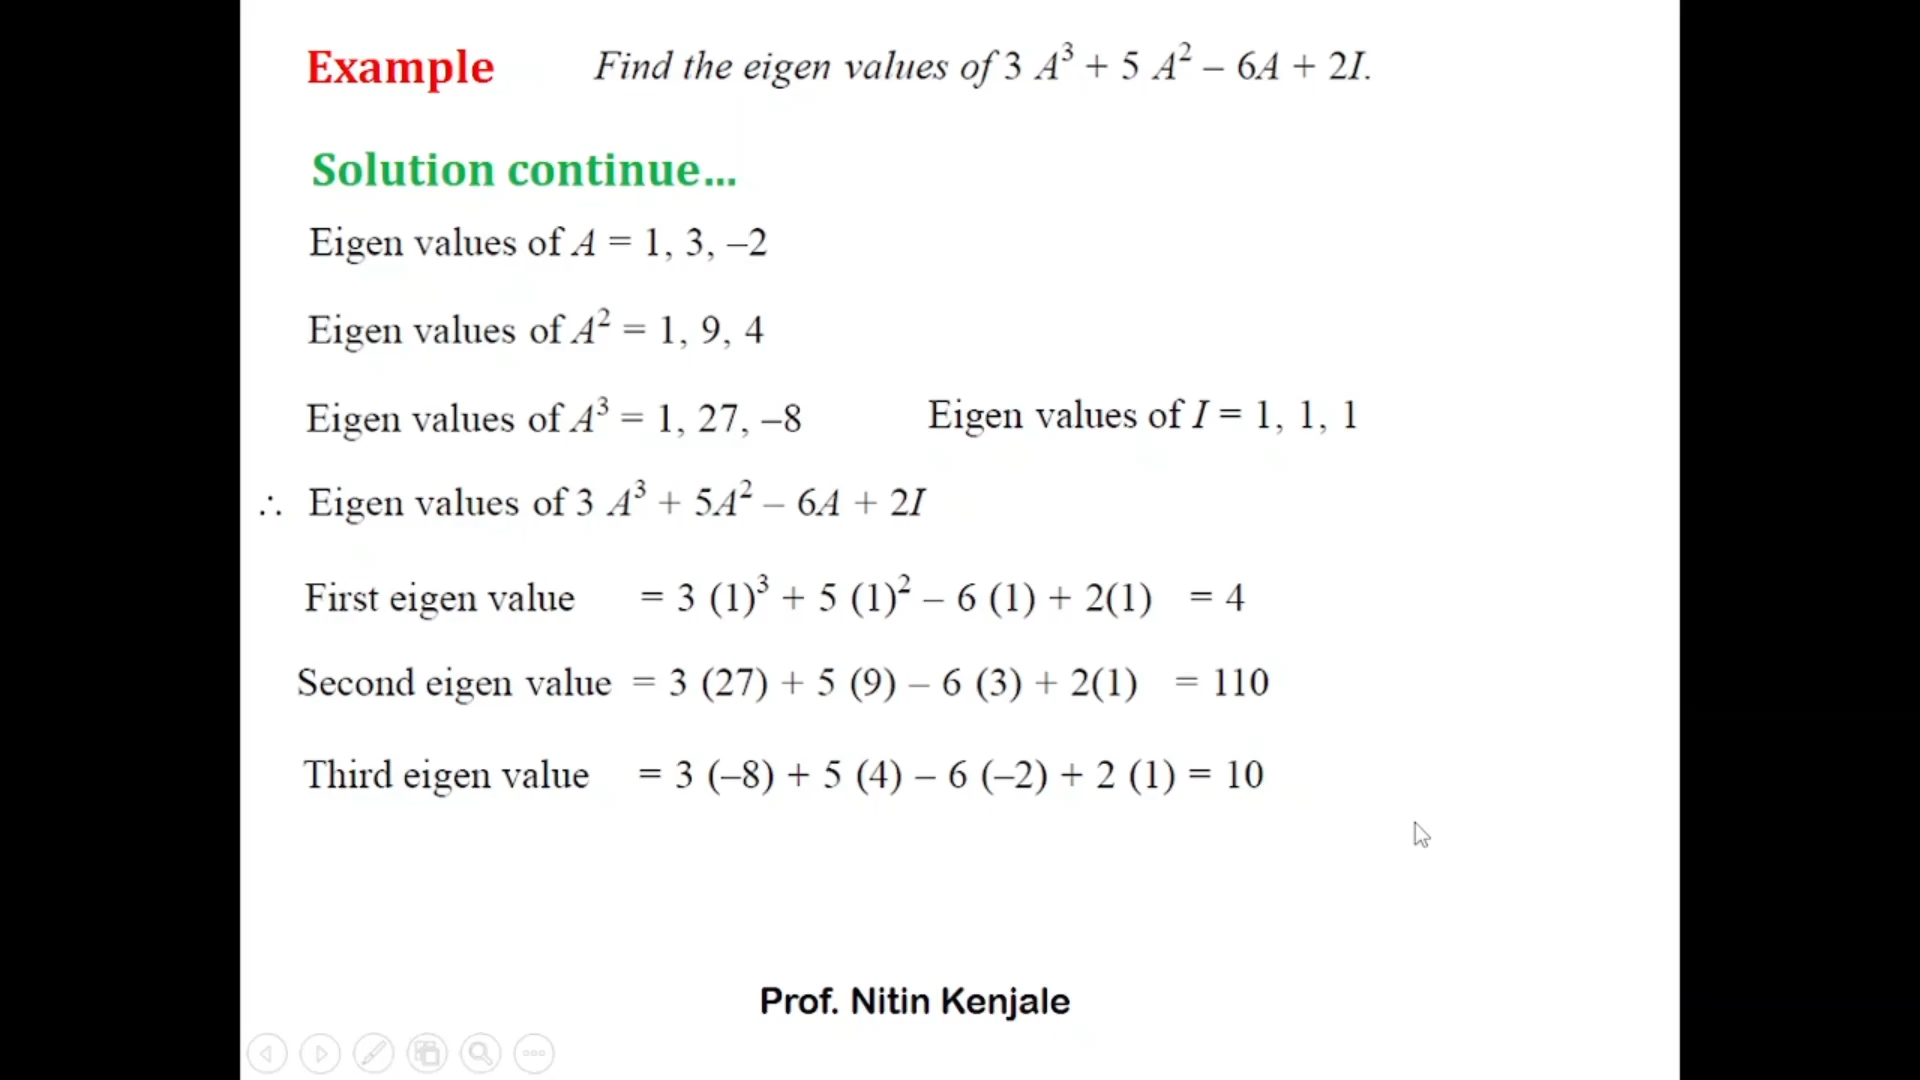 Example Find the eigen values of 3 A³ + 5 A² – 6A + 2I.
Solution continue...
Eigen values of A = 1, 3, –2
Eigen values of A² = 1, 9, 4
Eigen values of A³ = 1, 27, –8 Eigen values of I = 1, 1, 1
∴ Eigen values of 3 A³ + 5A² – 6A + 2I
First eigen value = 3 (1)³ + 5 (1)² – 6 (1) + 2(1) = 4
Second eigen value = 3 (27) + 5 (9) – 6 (3) + 2(1) = 110
Third eigen value = 3 (–8) + 5 (4) – 6 (–2) + 2 (1) = 10
Prof. Nitin Kenjale